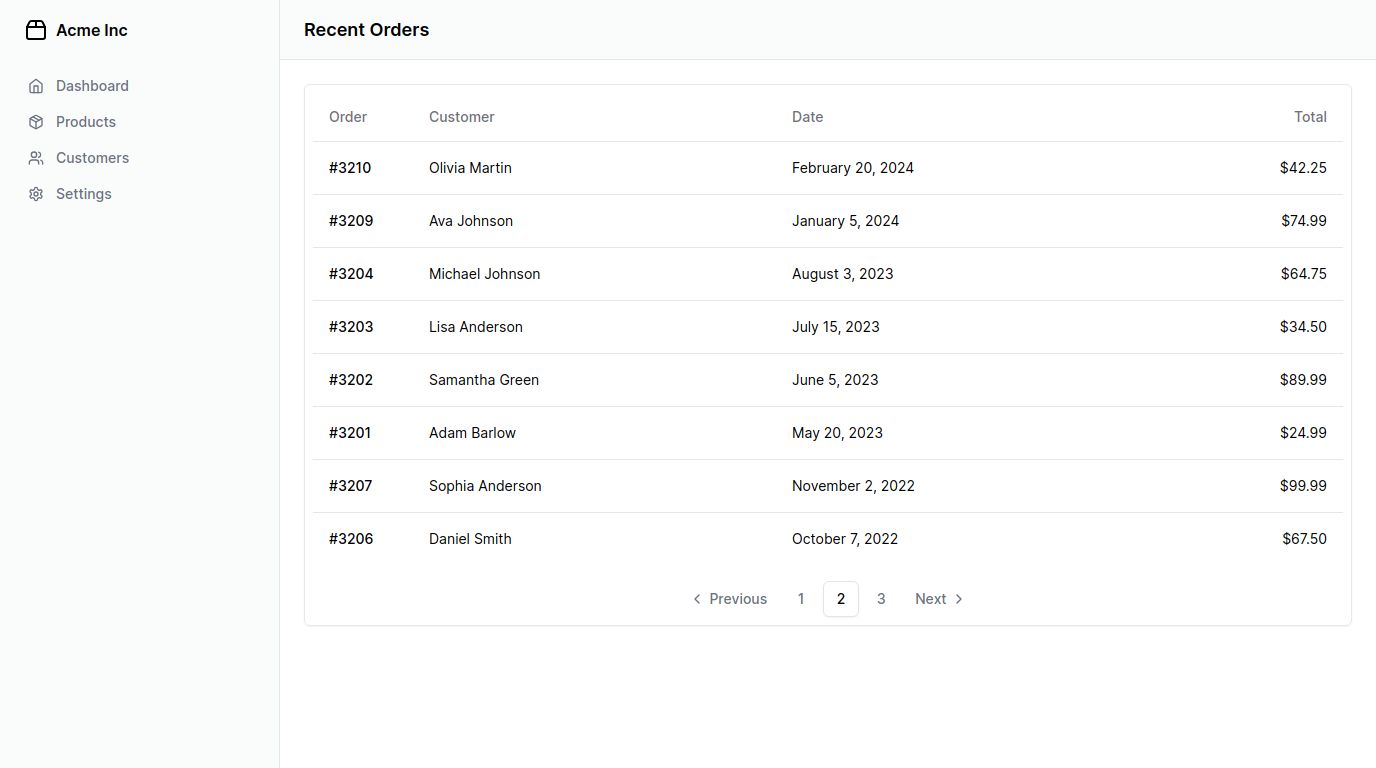 Acme Inc
Dashboard
Products
Customers
Settings
Recent Orders
Order Customer Date Total
#3210 Olivia Martin February 20, 2024 $42.25
#3209 Ava Johnson January 5, 2024 $74.99
#3204 Michael Johnson August 3, 2023 $64.75
#3203 Lisa Anderson July 15, 2023 $34.50
#3202 Samantha Green June 5, 2023 $89.99
#3201 Adam Barlow May 20, 2023 $24.99
#3207 Sophia Anderson November 2, 2022 $99.99
#3206 Daniel Smith October 7, 2022 $67.50
Previous 1 2 3 Next